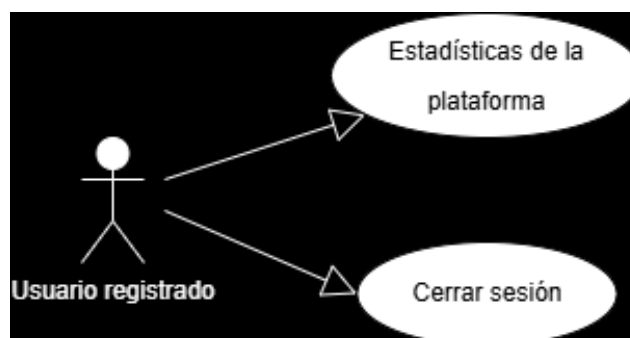 Estadísticas de la
plataforma
Usuario registrado
Cerrar sesión